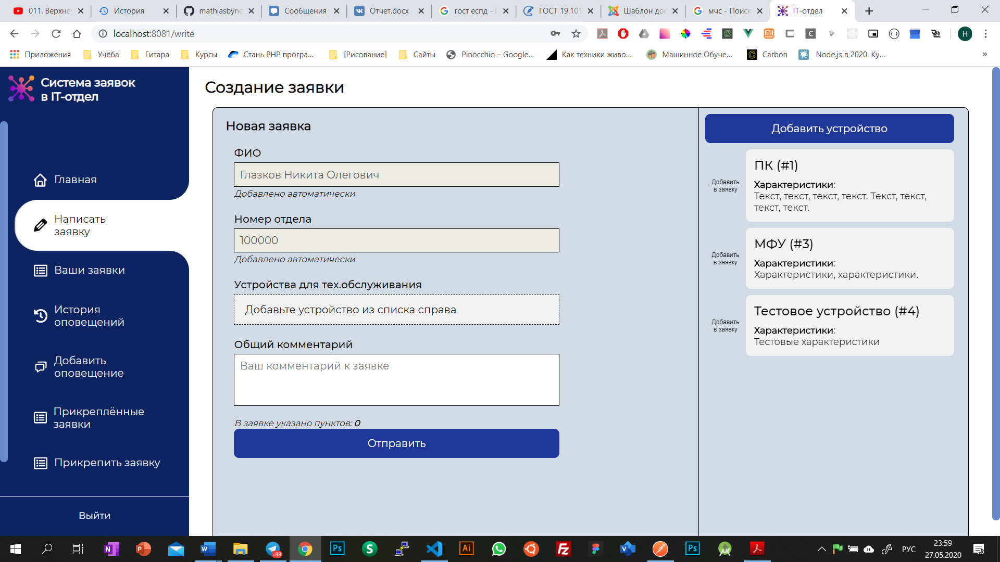 011. Верхне
История
mathiasbyne
Сообщения
Отчет.docx
гост еспд - П
ГОСТ 19.101
Шаблон док
мчс - Поиск
IT-отдел
localhost:8081/write
H
Приложения
Учёба
Гитара
Курсы
Стань PHP програ...
[Рисование]
Сайты
Pinocchio – Google...
Как техники живо...
Машинное Обуче...
Carbon
Node.js в 2020. Ку...
»
Система заявок
в IT-отдел
Главная
Написать
заявку
Ваши заявки
История
оповещений
Добавить
оповещение
Прикреплённые
заявки
Прикрепить заявку
Выйти
Создание заявки
Новая заявка
ФИО
Глазков Никита Олегович
Добавлено автоматически
Номер отдела
100000
Добавлено автоматически
Устройства для тех.обслуживания
Добавьте устройство из списка справа
Общий комментарий
Ваш комментарий к заявке
В заявке указано пунктов: 0
Отправить
Добавить устройство
Добавить
в заявку
ПК (#1)
Характеристики:
Текст, текст, текст, текст. Текст, текст,
текст, текст.
Добавить
в заявку
МФУ (#3)
Характеристики:
Характеристики, характеристики.
Добавить
в заявку
Тестовое устройство (#4)
Характеристики:
Тестовые характеристики
88
РУС
23:59
27.05.2020